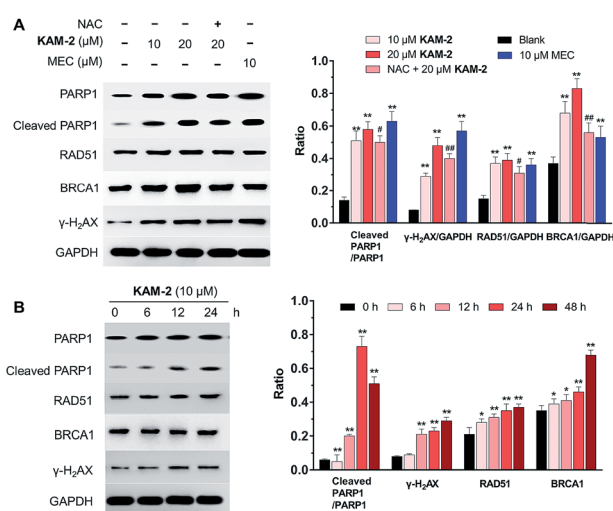 A
NAC - - - + -
KAM-2 (μM) - 10 20 20 -
MEC (μM) - - - - 10
PARP1
Cleaved PARP1
RAD51
BRCA1
γ-H₂AX
GAPDH
10 μM KAM-2
20 μM KAM-2
NAC + 20 μM KAM-2
Blank
10 μM MEC
Ratio
1.0
0.8
0.6
0.4
0.2
0.0
** ** # **
** ** ## **
** ** # **
** ** ## **
Cleaved PARP1 /PARP1
γ-H₂AX/GAPDH
RAD51/GAPDH
BRCA1/GAPDH
B
KAM-2 (10 μM)
0 6 12 24 h
PARP1
Cleaved PARP1
RAD51
BRCA1
γ-H₂AX
GAPDH
0 h 6 h 12 h 24 h 48 h
Ratio
1.0
0.8
0.6
0.4
0.2
0.0
** ** ** **
** ** **
* ** ** **
* * ** **
Cleaved
PARP1
/PARP1
γ-H₂AX
RAD51
BRCA1